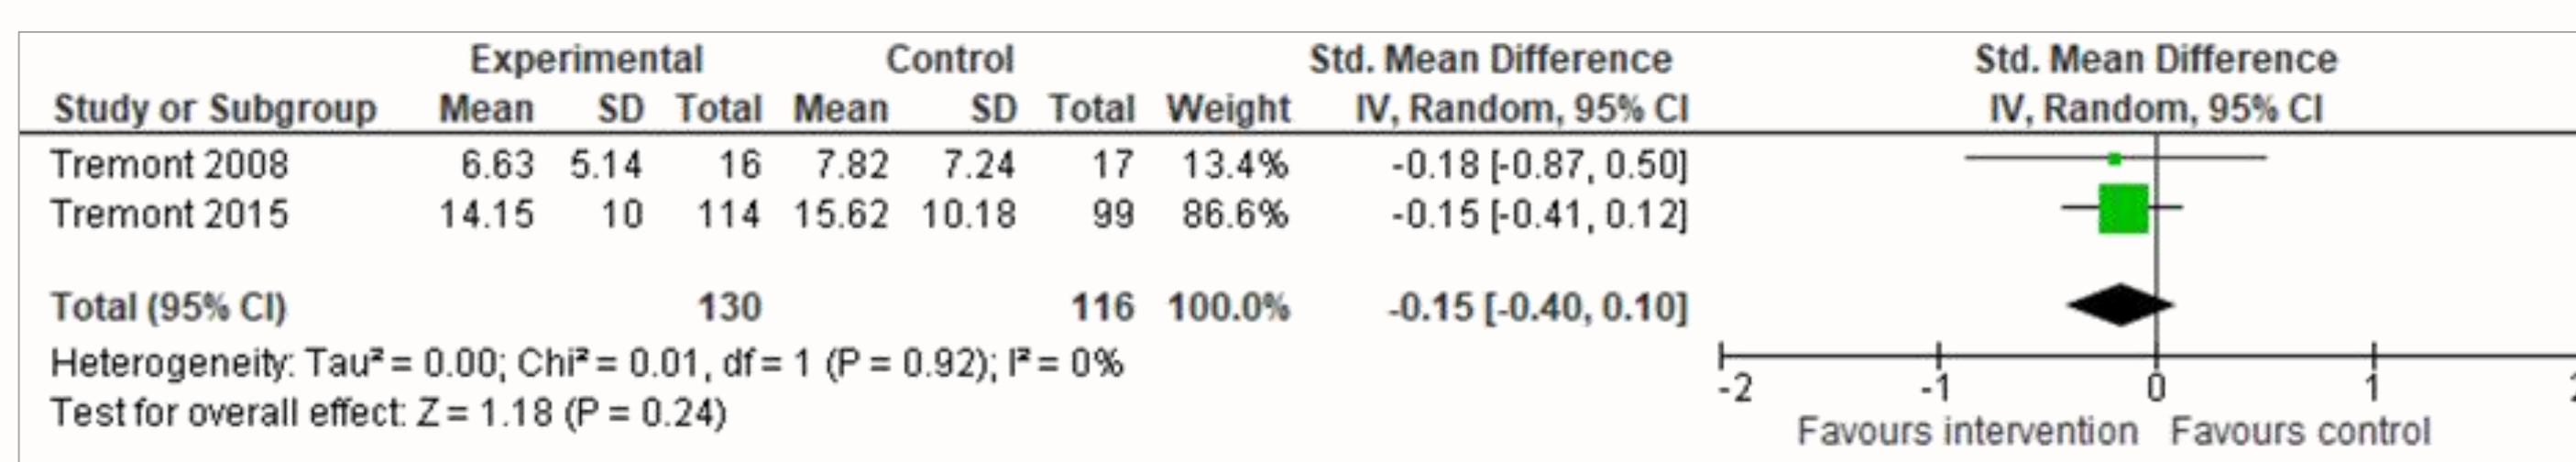 Experimental Control Std. Mean Difference Std. Mean Difference
Study or Subgroup Mean SD Total Mean SD Total Weight IV, Random, 95% CI IV, Random, 95% CI
Tremont 2008 6.63 5.14 16 7.82 7.24 17 13.4% -0.18 [-0.87, 0.50]
Tremont 2015 14.15 10 114 15.62 10.18 99 86.6% -0.15 [-0.41, 0.12]
Total (95% CI) 130 116 100.0% -0.15 [-0.40, 0.10]
Heterogeneity: Tau² = 0.00; Chi² = 0.01, df = 1 (P = 0.92); I² = 0%
Test for overall effect: Z = 1.18 (P = 0.24)
-2 -1 0 1
Favours intervention Favours control